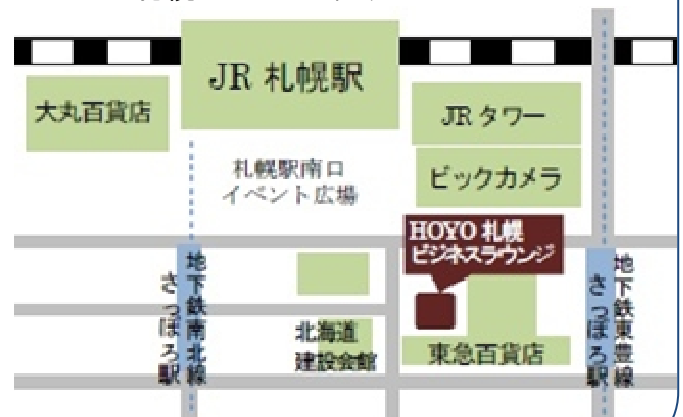 JR 札幌駅
大丸百貨店
JRタワー
札幌駅南口
イベント広場
ビックカメラ
HOYO 札幌
ビジネスラウンジ
地下鉄南北線
さっぽろ駅
北海道
建設会館
東急百貨店
地下鉄東豊線
さっぽろ駅